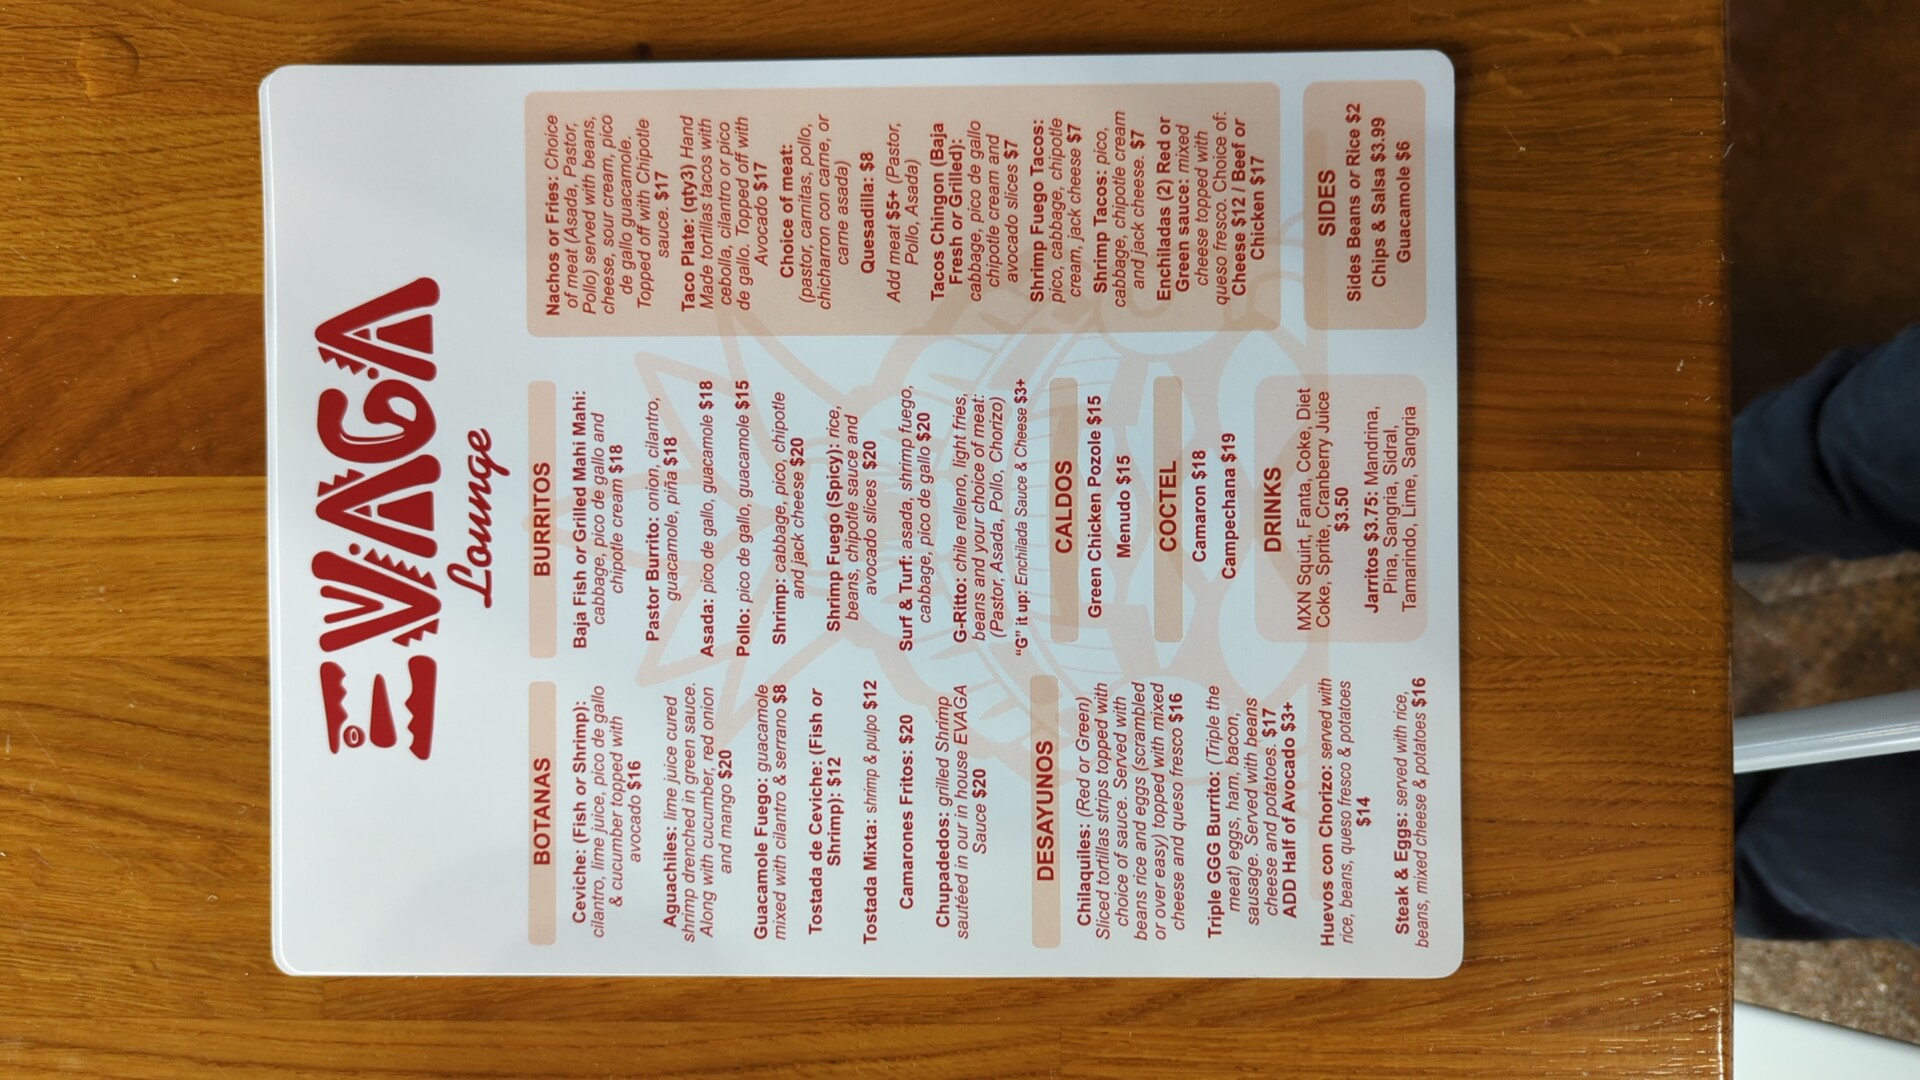 EVAGA
Lounge
BOTANAS
Ceviche: (Fish or Shrimp):
cilantro, lime juice, pico de gallo
& cucumber topped with
avocado $16
Aguachiles: lime juice cured
shrimp drenched in green sauce.
Along with cucumber, red onion
and mango $20
Guacamole Fuego: guacamole
mixed with cilantro & serrano $8
Tostada de Ceviche: (Fish or
Shrimp): $12
Tostada Mixta: shrimp & pulpo $12
Camarones Fritos: $20
Chupadedos: grilled Shrimp
sautéed in our in house EVAGA
Sauce $20
DESAYUNOS
Chilaquiles: (Red or Green)
Sliced tortillas strips topped with
choice of sauce. Served with
beans rice and eggs (scrambled
or over easy) topped with mixed
cheese and queso fresco $16
Triple GGG Burrito: (Triple the
meat) eggs, ham, bacon,
sausage. Served with beans
cheese and potatoes. $17
ADD Half of Avocado $3+
Huevos con Chorizo: served with
rice, beans, queso fresco & potatoes
$14
Steak & Eggs: served with rice,
beans, mixed cheese & potatoes $16
BURRITOS
Baja Fish or Grilled Mahi Mahi:
cabbage, pico de gallo and
chipotle cream $18
Pastor Burrito: onion, cilantro,
guacamole, piña $18
Asada: pico de gallo, guacamole $18
Pollo: pico de gallo, guacamole $15
Shrimp: cabbage, pico, chipotle
and jack cheese $20
Shrimp Fuego (Spicy): rice,
beans, chipotle sauce and
avocado slices $20
Surf & Turf: asada, shrimp fuego,
cabbage, pico de gallo $20
G-Ritto: chile relleno, light fries,
beans and your choice of meat:
(Pastor, Asada, Pollo, Chorizo)
"G" it up: Enchilada Sauce & Cheese $3+
CALDOS
Green Chicken Pozole $15
Menudo $15
COCTEL
Camaron $18
Campechana $19
DRINKS
MXN Squirt, Fanta, Coke, Diet
Coke, Sprite, Cranberry Juice
$3.50
Jarritos $3.75: Mandrina,
Pina, Sangria, Sidral,
Tamarindo, Lime, Sangria
Nachos or Fries: Choice
of meat (Asada, Pastor,
Pollo) served with beans,
cheese, sour cream, pico
de gallo guacamole.
Topped off with Chipotle
sauce. $17
Taco Plate: (qty3) Hand
Made tortillas tacos with
cebolla, cilantro or pico
de gallo. Topped off with
Avocado $17
Choice of meat:
(pastor, carnitas, pollo,
chicharron con carne, or
carne asada)
Quesadilla: $8
Add meat $5+ (Pastor,
Pollo, Asada)
Tacos Chingon (Baja
Fresh or Grilled):
cabbage, pico de gallo
chipotle cream and
avocado slices $7
Shrimp Fuego Tacos:
pico, cabbage, chipotle
cream, jack cheese $7
Shrimp Tacos: pico,
cabbage, chipotle cream
and jack cheese. $7
Enchiladas (2) Red or
Green sauce: mixed
cheese topped with
queso fresco. Choice of:
Cheese $12 / Beef or
Chicken $17
SIDES
Sides Beans or Rice $2
Chips & Salsa $3.99
Guacamole $6